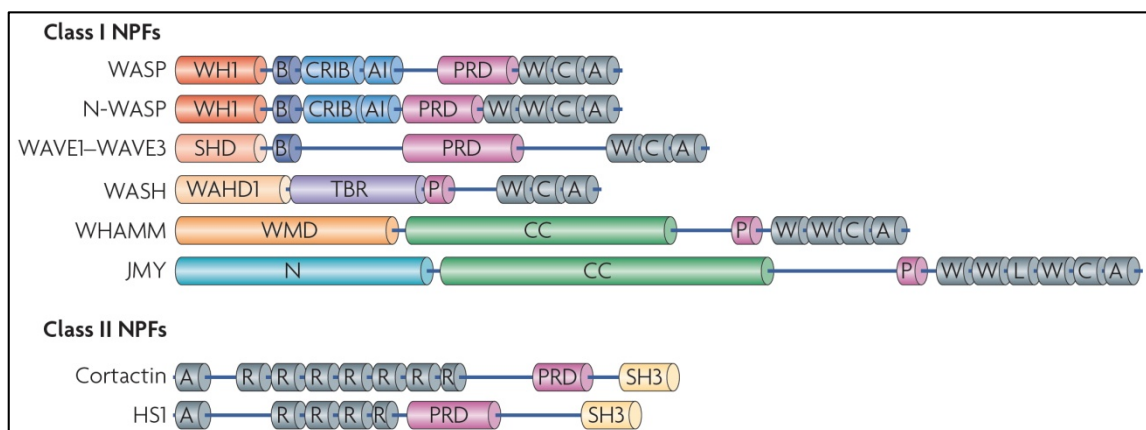 Class I NPFs
WASP WH1 B CRIB AI PRD W C A
N-WASP WH1 B CRIB AI PRD W W C A
WAVE1–WAVE3 SHD B PRD W C A
WASH WAHD1 TBR P W C A
WHAMM WMD CC P W W C A
JMY N CC P W W L W C A
Class II NPFs
Cortactin A R R R R R R R PRD SH3
HS1 A R R R R PRD SH3